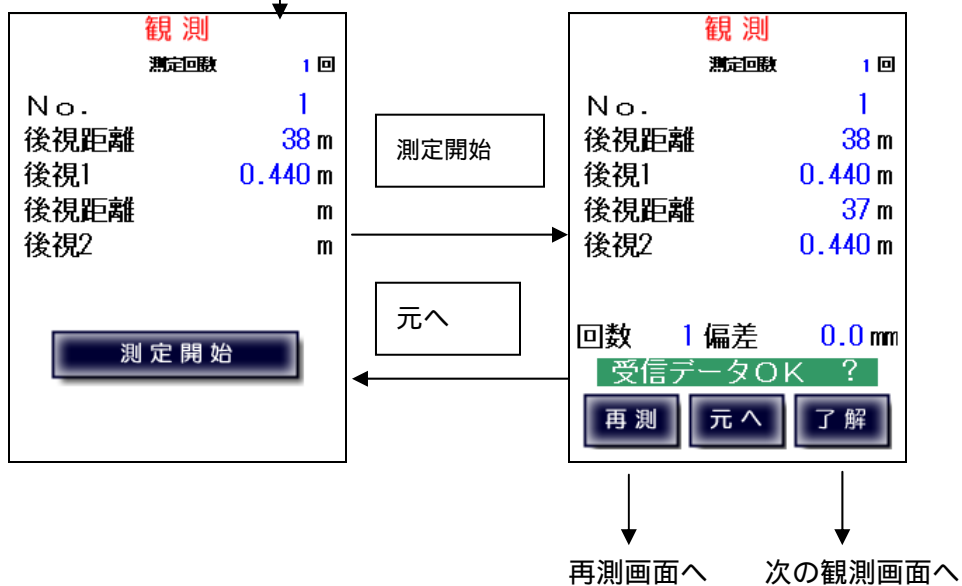 観測
測定回数 1回
No. 1
後視距離 38 m
後視1 0.440 m
後視距離 m
後視2 m
測定開始
測定開始
元へ
観測
測定回数 1回
No. 1
後視距離 38 m
後視1 0.440 m
後視距離 37 m
後視2 0.440 m
回数 1 偏差 0.0 mm
受信データOK ?
再測 元へ 了解
再測画面へ 次の観測画面へ